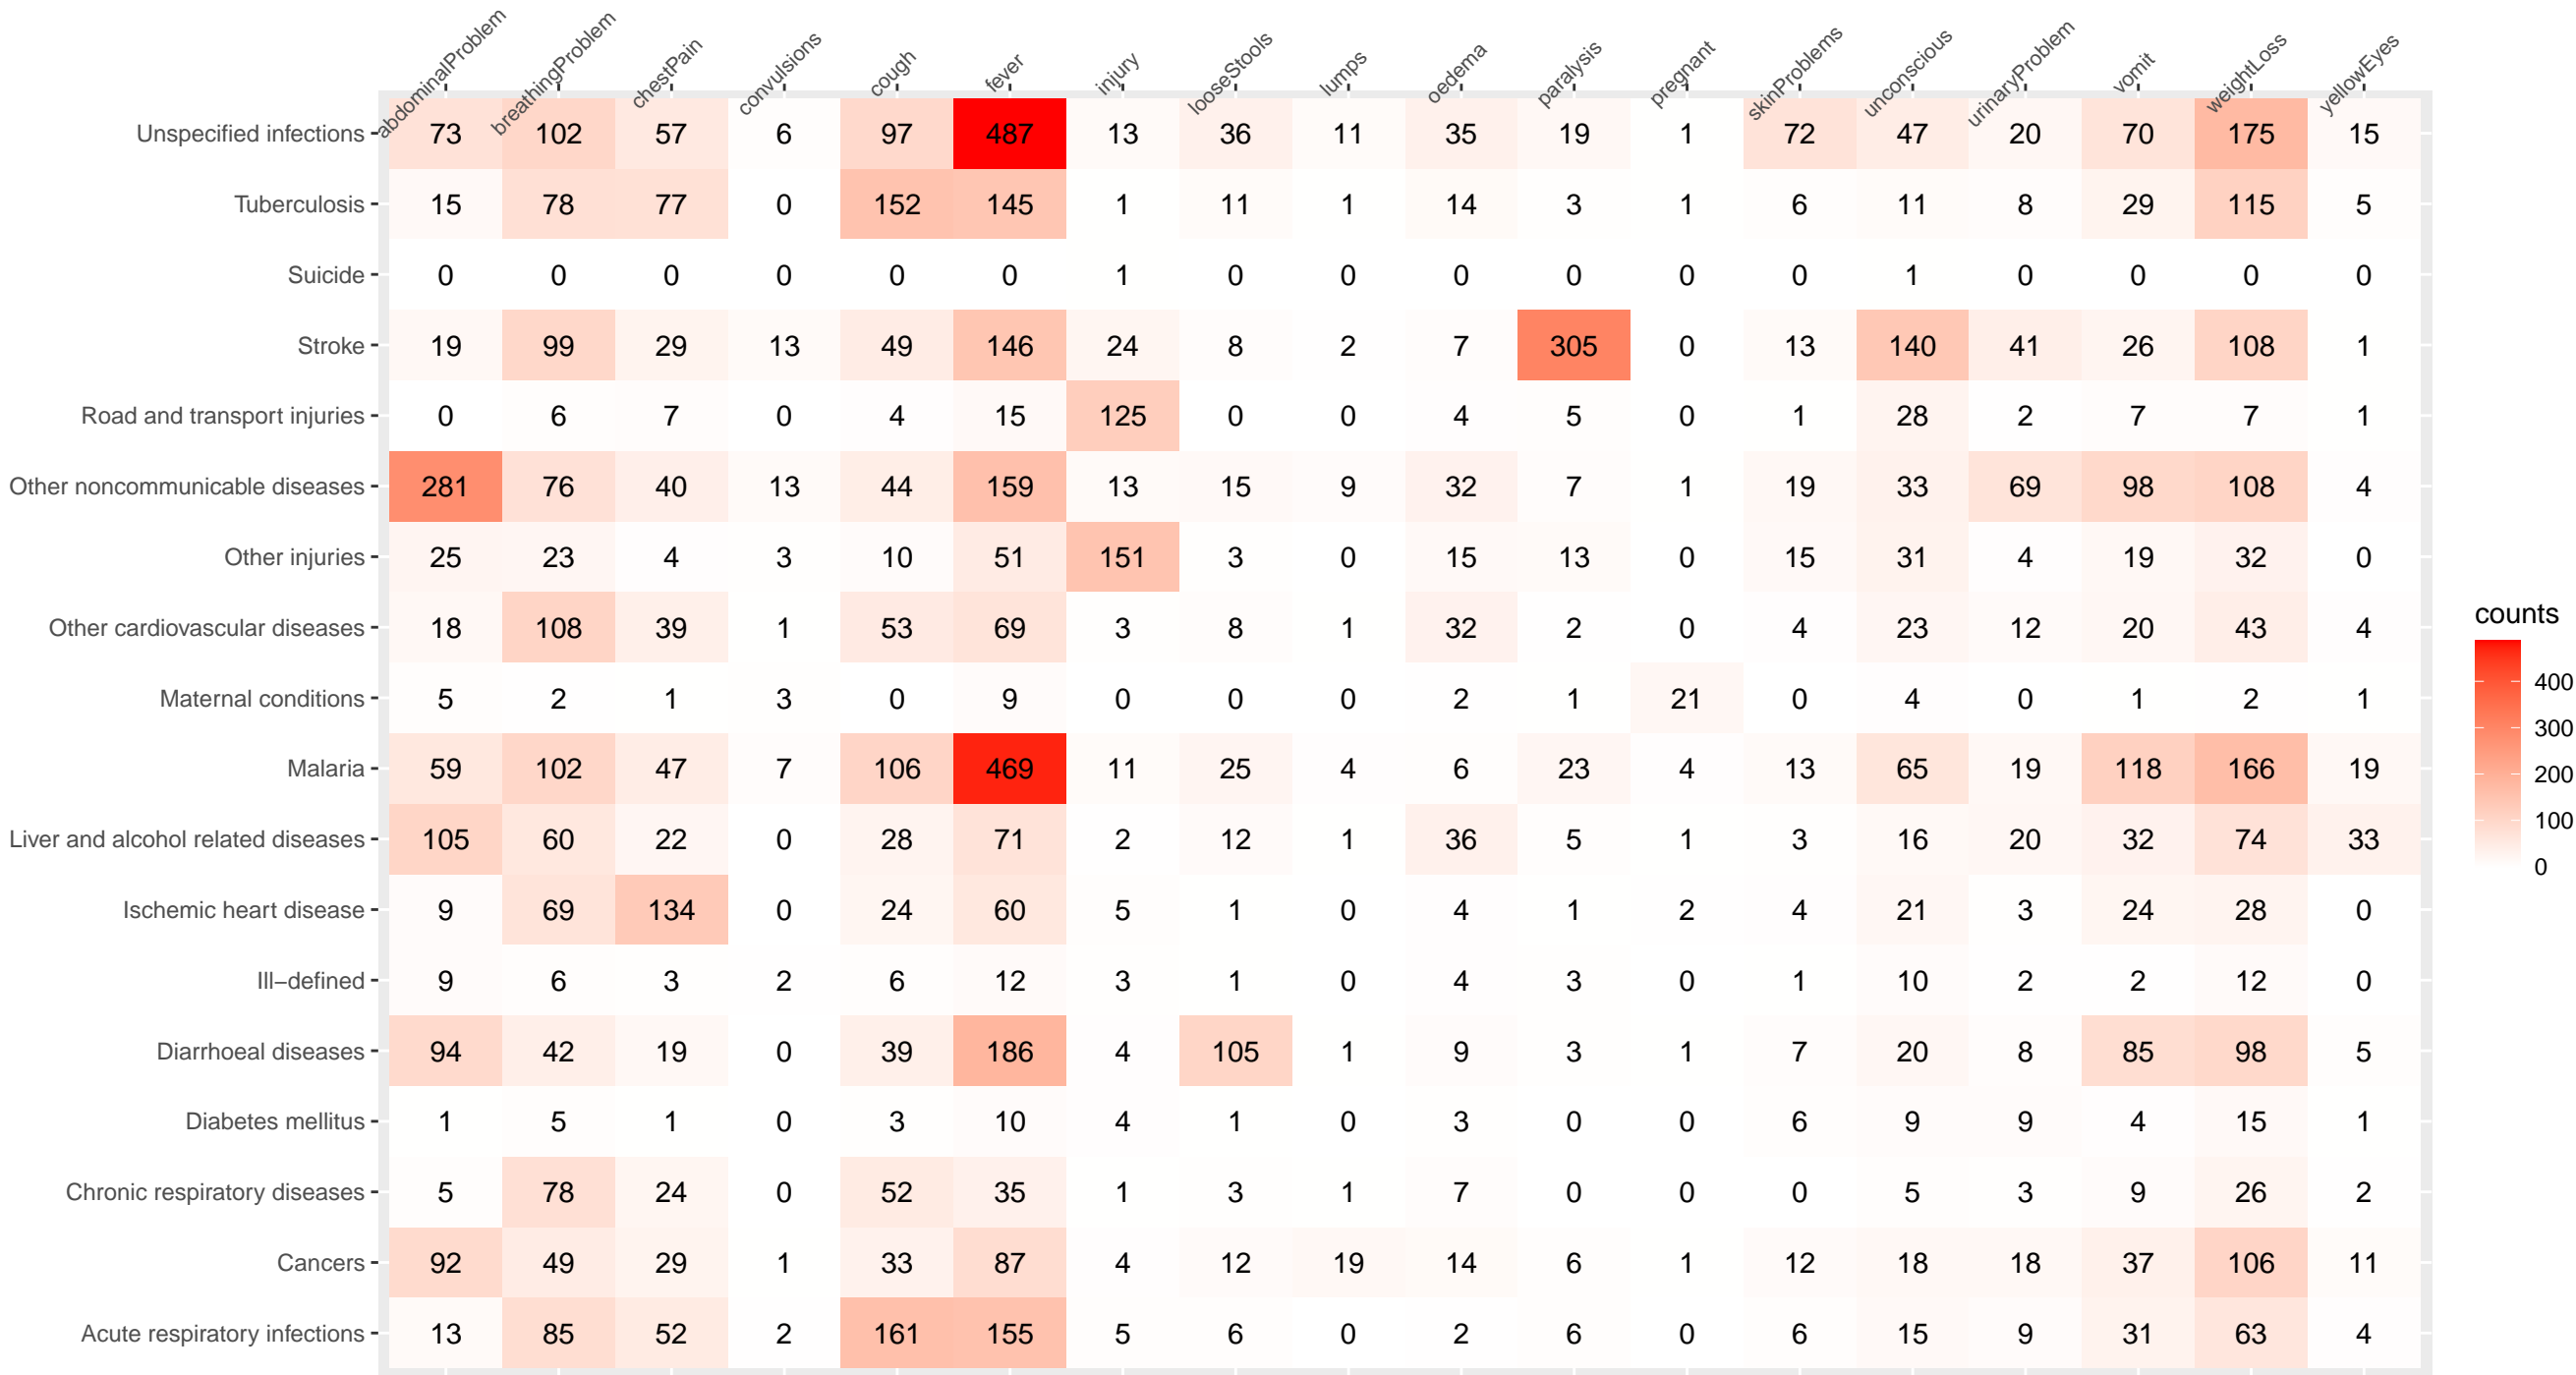 abdominalProblem breathingProblem chestPain convulsions cough fever injury looseStools lumps oedema paralysis pregnant skinProblems unconscious urinaryProblem vomit weightLoss yellowEyes
Unspecified infections 73 102 57 6 97 487 13 36 11 35 19 1 72 47 20 70 175 15
Tuberculosis 15 78 77 0 152 145 1 11 1 14 3 1 6 11 8 29 115 5
Suicide 0 0 0 0 0 0 1 0 0 0 0 0 0 1 0 0 0 0
Stroke 19 99 29 13 49 146 24 8 2 7 305 0 13 140 41 26 108 1
Road and transport injuries 0 6 7 0 4 15 125 0 0 4 5 0 1 28 2 7 7 1
Other noncommunicable diseases 281 76 40 13 44 159 13 15 9 32 7 1 19 33 69 98 108 4
Other injuries 25 23 4 3 10 51 151 3 0 15 13 0 15 31 4 19 32 0
Other cardiovascular diseases 18 108 39 1 53 69 3 8 1 32 2 0 4 23 12 20 43 4
Maternal conditions 5 2 1 3 0 9 0 0 0 2 1 21 0 4 0 1 2 1
Malaria 59 102 47 7 106 469 11 25 4 6 23 4 13 65 19 118 166 19
Liver and alcohol related diseases 105 60 22 0 28 71 2 12 1 36 5 1 3 16 20 32 74 33
Ischemic heart disease 9 69 134 0 24 60 5 1 0 4 1 2 4 21 3 24 28 0
Ill−defined 9 6 3 2 6 12 3 1 0 4 3 0 1 10 2 2 12 0
Diarrhoeal diseases 94 42 19 0 39 186 4 105 1 9 3 1 7 20 8 85 98 5
Diabetes mellitus 1 5 1 0 3 10 4 1 0 3 0 0 6 9 9 4 15 1
Chronic respiratory diseases 5 78 24 0 52 35 1 3 1 7 0 0 0 5 3 9 26 2
Cancers 92 49 29 1 33 87 4 12 19 14 6 1 12 18 18 37 106 11
Acute respiratory infections 13 85 52 2 161 155 5 6 0 2 6 0 6 15 9 31 63 4
counts
400
300
200
100
0